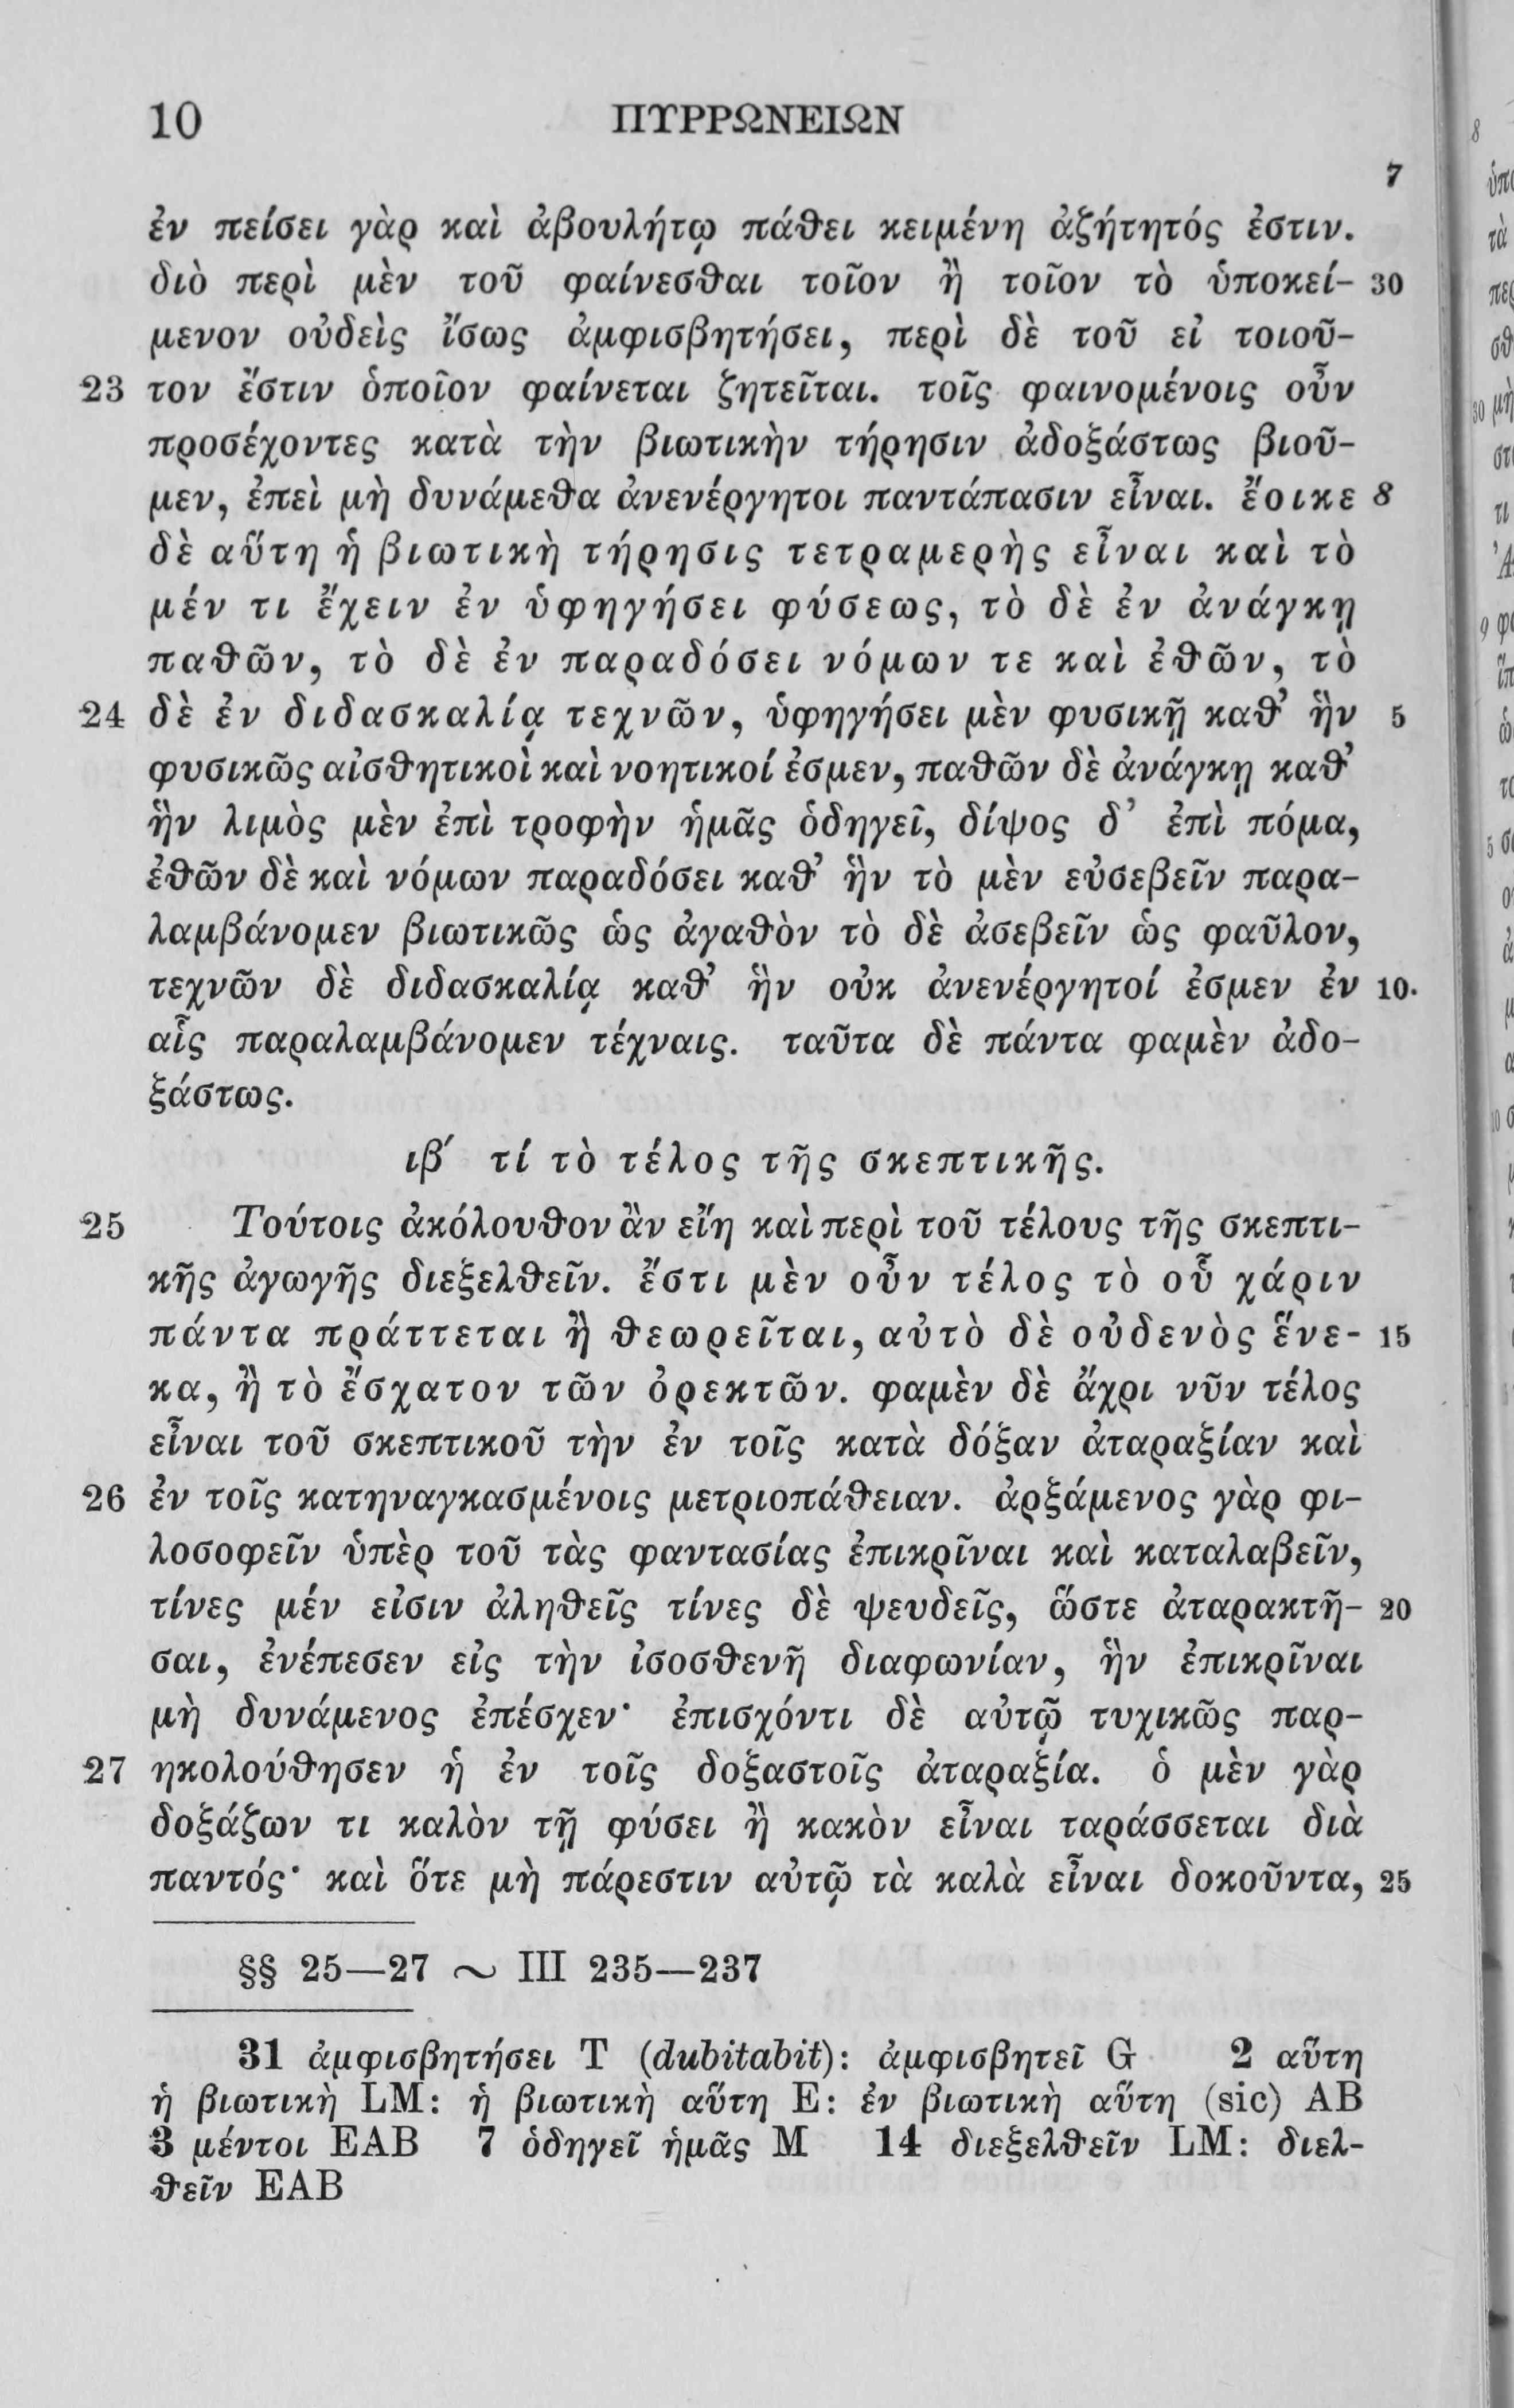 10 ΠΥΡΡΩΝΕΙΩΝ
7
ἐν πείσει γὰρ καὶ ἀβουλήτῳ πάθει κειμένη ἀζήτητός ἐστιν.
διὸ περὶ μὲν τοῦ φαίνεσθαι τοῖον ἢ τοῖον τὸ ὑποκεί- 30
μενον οὐδεὶς ἴσως ἀμφισβητήσει, περὶ δὲ τοῦ εἰ τοιοῦ-
23 τον ἔστιν ὁποῖον φαίνεται ζητεῖται. τοῖς φαινομένοις οὖν
προσέχοντες κατὰ τὴν βιωτικὴν τήρησιν ἀδοξάστως βιοῦ-
μεν, ἐπεὶ μὴ δυνάμεθα ἀνενέργητοι παντάπασιν εἶναι. ἔοικε 8
δὲ αὕτη ἡ βιωτικὴ τήρησις τετραμερὴς εἶναι καὶ τὸ
μέν τι ἔχειν ἐν ὑφηγήσει φύσεως, τὸ δὲ ἐν ἀνάγκῃ
παθῶν, τὸ δὲ ἐν παραδόσει νόμων τε καὶ ἐθῶν, τὸ
24 δὲ ἐν διδασκαλίᾳ τεχνῶν, ὑφηγήσει μὲν φυσικῇ καθ’ ἣν 5
φυσικῶς αἰσθητικοὶ καὶ νοητικοί ἐσμεν, παθῶν δὲ ἀνάγκῃ καθ’
ἣν λιμὸς μὲν ἐπὶ τροφὴν ἡμᾶς ὁδηγεῖ, δίψος δ’ ἐπὶ πόμα,
ἐθῶν δὲ καὶ νόμων παραδόσει καθ’ ἣν τὸ μὲν εὐσεβεῖν παρα-
λαμβάνομεν βιωτικῶς ὡς ἀγαθὸν τὸ δὲ ἀσεβεῖν ὡς φαῦλον,
τεχνῶν δὲ διδασκαλίᾳ καθ’ ἣν οὐκ ἀνενέργητοί ἐσμεν ἐν 10
αἷς παραλαμβάνομεν τέχναις. ταῦτα δὲ πάντα φαμὲν ἀδο-
ξάστως.
ιβ´ τί τὸ τέλος τῆς σκεπτικῆς.
25 Τούτοις ἀκόλουθον ἂν εἴη καὶ περὶ τοῦ τέλους τῆς σκεπτι-
κῆς ἀγωγῆς διεξελθεῖν. ἔστι μὲν οὖν τέλος τὸ οὗ χάριν
πάντα πράττεται ἢ θεωρεῖται, αὐτὸ δὲ οὐδενὸς ἕνε- 15
κα, ἢ τὸ ἔσχατον τῶν ὀρεκτῶν. φαμὲν δὲ ἄχρι νῦν τέλος
εἶναι τοῦ σκεπτικοῦ τὴν ἐν τοῖς κατὰ δόξαν ἀταραξίαν καὶ
26 ἐν τοῖς κατηναγκασμένοις μετριοπάθειαν. ἀρξάμενος γὰρ φι-
λοσοφεῖν ὑπὲρ τοῦ τὰς φαντασίας ἐπικρῖναι καὶ καταλαβεῖν,
τίνες μέν εἰσιν ἀληθεῖς τίνες δὲ ψευδεῖς, ὥστε ἀταρακτῆ- 20
σαι, ἐνέπεσεν εἰς τὴν ἰσοσθενῆ διαφωνίαν, ἣν ἐπικρῖναι
μὴ δυνάμενος ἐπέσχεν· ἐπισχόντι δὲ αὐτῷ τυχικῶς παρ-
27 ηκολούθησεν ἡ ἐν τοῖς δοξαστοῖς ἀταραξία. ὁ μὲν γὰρ
δοξάζων τι καλὸν τῇ φύσει ἢ κακὸν εἶναι ταράσσεται διὰ
παντός· καὶ ὅτε μὴ πάρεστιν αὐτῷ τὰ καλὰ εἶναι δοκοῦντα, 25
§§ 25—27 ~ III 235—237
31 ἀμφισβητήσει T (dubitabit): ἀμφισβητεῖ G 2 αὕτη
ἡ βιωτικὴ LM: ἡ βιωτικὴ αὕτη E: ἐν βιωτικὴ αὕτη (sic) AB
3 μέντοι EAB 7 ὁδηγεῖ ἡμᾶς M 14 διεξελθεῖν LM: διελ-
θεῖν EAB